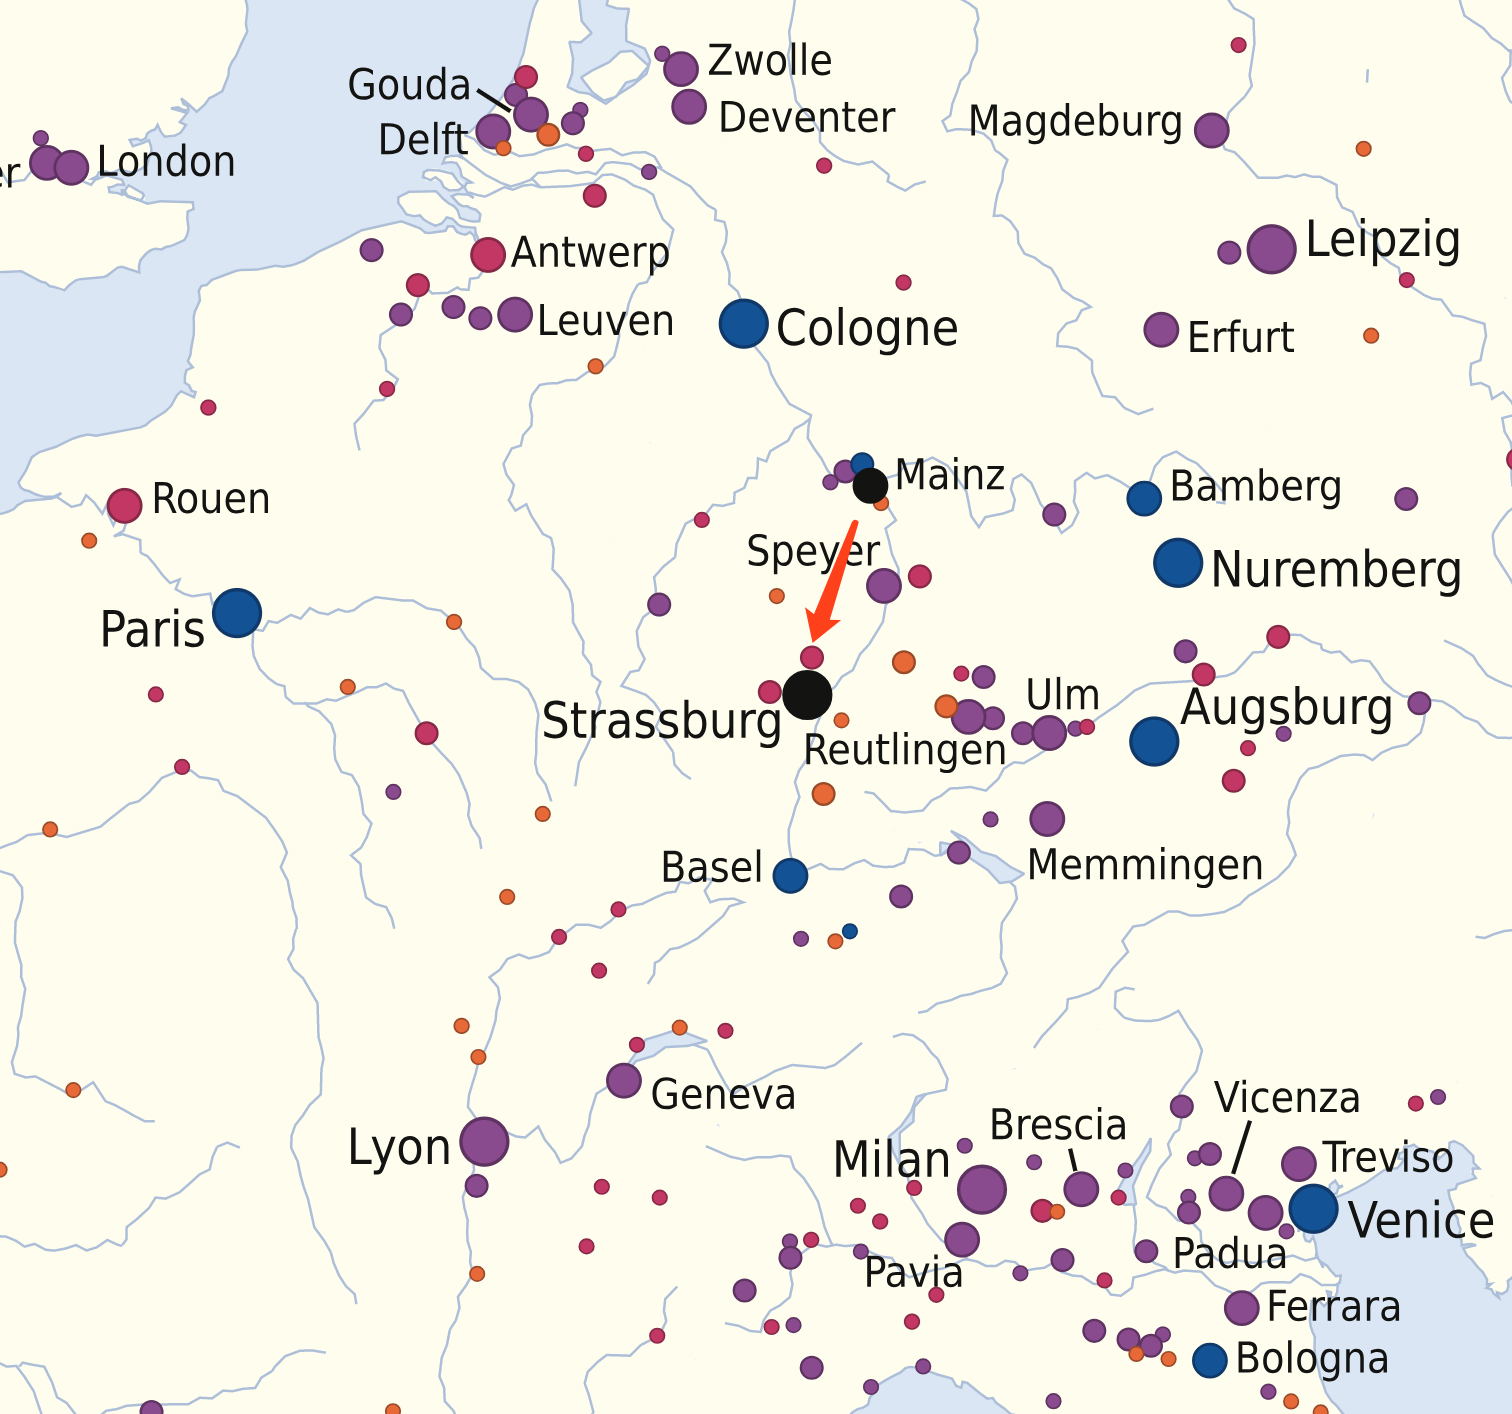 Zwolle
Gouda
Deventer
Magdeburg
Delft
London
er
Leipzig
Antwerp
Leuven
Cologne
Erfurt
Mainz
Bamberg
Rouen
Speyer
Nuremberg
Paris
Ulm
Augsburg
Strassburg
Reutlingen
Basel
Memmingen
Geneva
Vicenza
Brescia
Lyon
Milan
Treviso
Venice
Padua
Pavia
Ferrara
Bologna